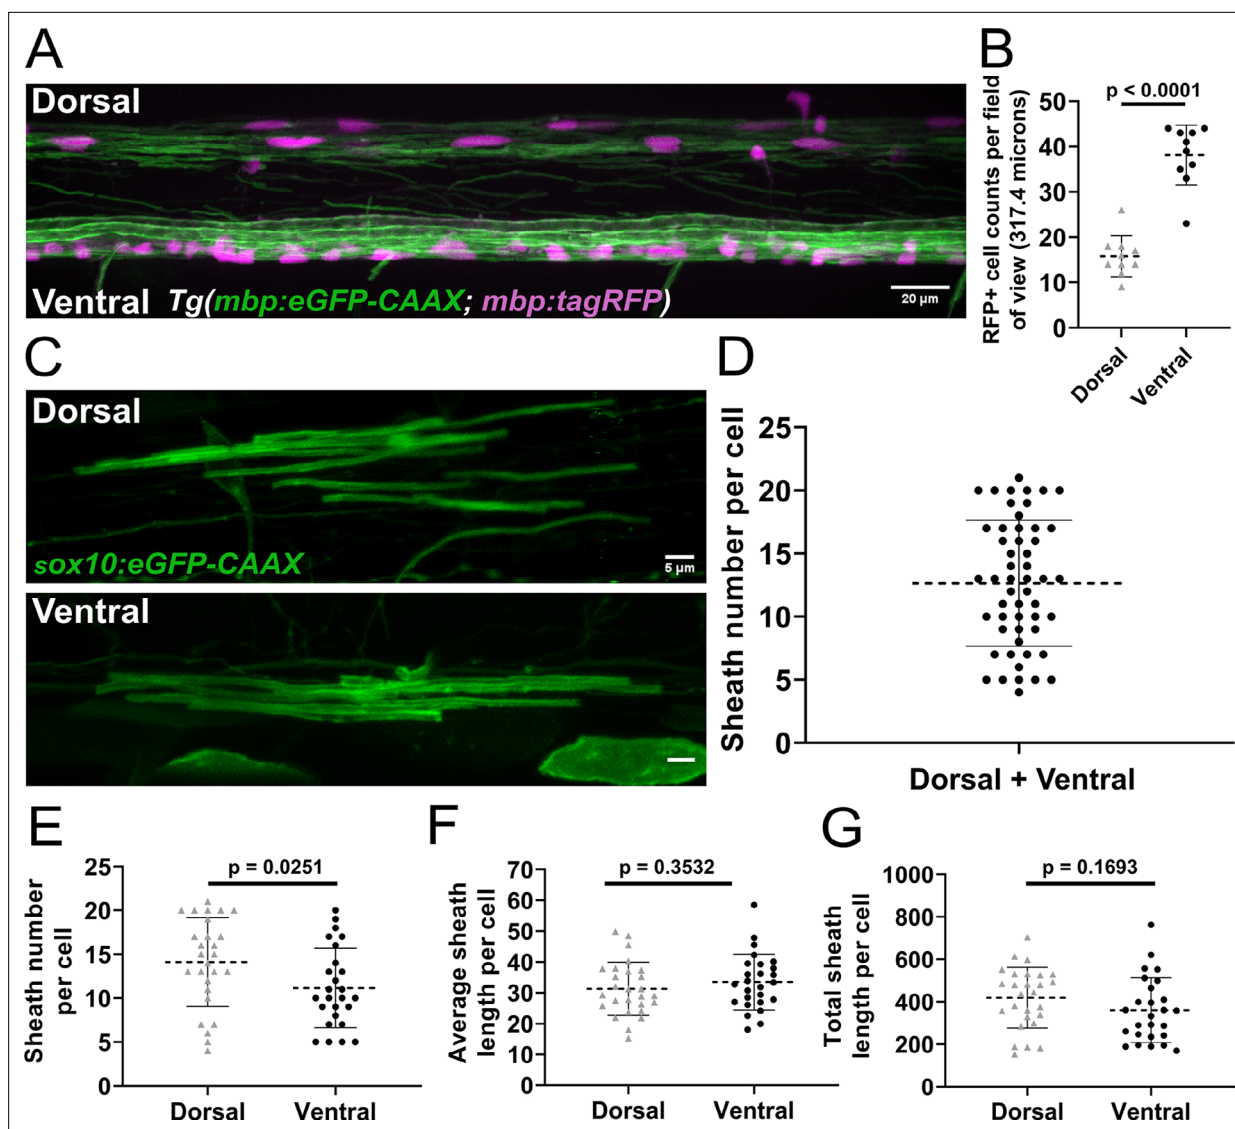 A
Dorsal
Ventral Tg(mbp:eGFP-CAAX; mbp:tagRFP)
20 µm
B
RFP+ cell counts per field
of view (317.4 microns)
p < 0.0001
50
40
30
20
10
0
Dorsal
Ventral
C
Dorsal
sox10:eGFP-CAAX
5 µm
Ventral
D
Sheath number per cell
25
20
15
10
5
0
Dorsal + Ventral
E
Sheath number
per cell
p = 0.0251
25
20
15
10
5
0
Dorsal
Ventral
F
Average sheath
length per cell
p = 0.3532
70
60
50
40
30
20
10
0
Dorsal
Ventral
G
Total sheath
length per cell
p = 0.1693
1000
800
600
400
200
0
Dorsal
Ventral